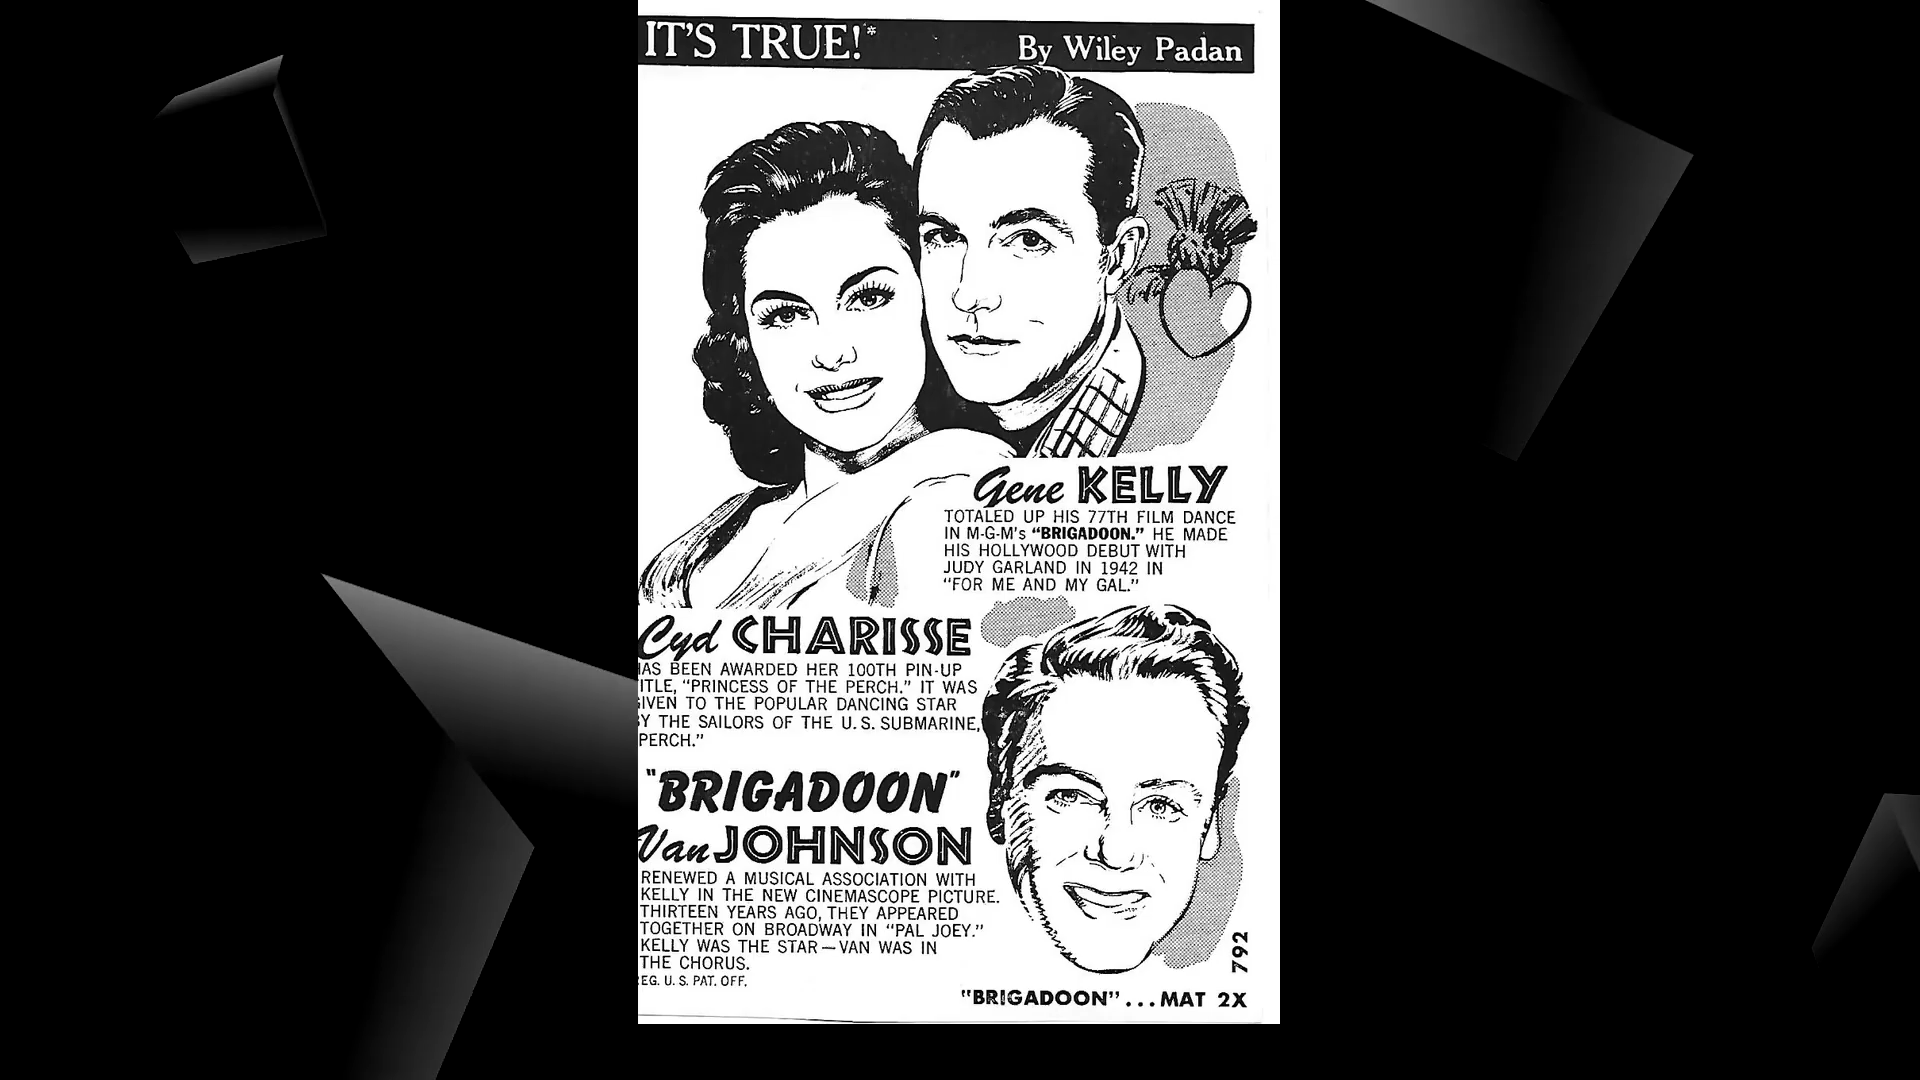 IT'S TRUE!*
By Wiley Padan
Gene KELLY
TOTALED UP HIS 77TH FILM DANCE
IN M-G-M's "BRIGADOON." HE MADE
HIS HOLLYWOOD DEBUT WITH
JUDY GARLAND IN 1942 IN
"FOR ME AND MY GAL."
Cyd CHARISSE
HAS BEEN AWARDED HER 100TH PIN-UP
TITLE, "PRINCESS OF THE PERCH." IT WAS
GIVEN TO THE POPULAR DANCING STAR
BY THE SAILORS OF THE U.S. SUBMARINE,
PERCH."
"BRIGADOON"
Van JOHNSON
RENEWED A MUSICAL ASSOCIATION WITH
KELLY IN THE NEW CINEMASCOPE PICTURE.
THIRTEEN YEARS AGO, THEY APPEARED
TOGETHER ON BROADWAY IN "PAL JOEY."
KELLY WAS THE STAR—VAN WAS IN
THE CHORUS.
REG. U. S. PAT. OFF.
792
"BRIGADOON"...MAT 2X